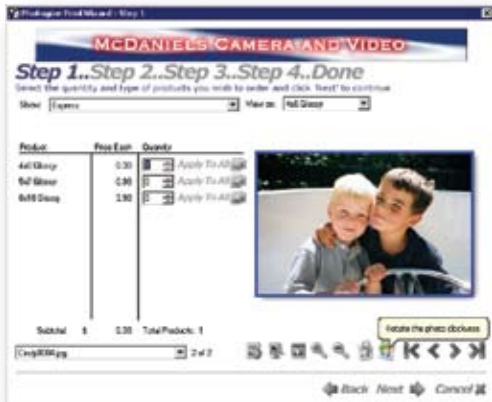 Step 1
McDANIELS CAMERA AND VIDEO
Step 1..Step 2..Step 3..Step 4..Done
Select the quantity and type of products you wish to order and click 'Next' to continue
Show: Express View as: 4x6 Glossy
Product Price Each Quantity
4x6 Glossy 0.30 Apply To All
5x7 Glossy 0.90 0 Apply To All
8x10 Glossy 3.90 0 Apply To All
Subtotal $ 0.30 Total Products: 1
Rotate the photo clockwise
2 of 2
Back Next Cancel